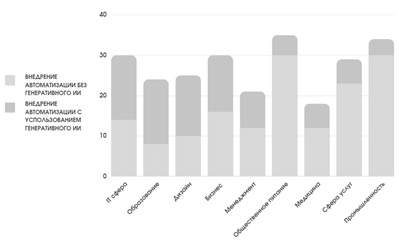 40
30
20
10
0
ВНЕДРЕНИЕ
АВТОМАТИЗАЦИИ БЕЗ
ГЕНЕРАТИВНОГО ИИ
ВНЕДРЕНИЕ
АВТОМАТИЗАЦИИ С
ИСПОЛЬЗОВАНИЕМ
ГЕНЕРАТИВНОГО ИИ
IT сфера
Образование
Дизайн
Бизнес
Менеджмент
Общественное питание
Медицина
Сфера услуг
Промышленность